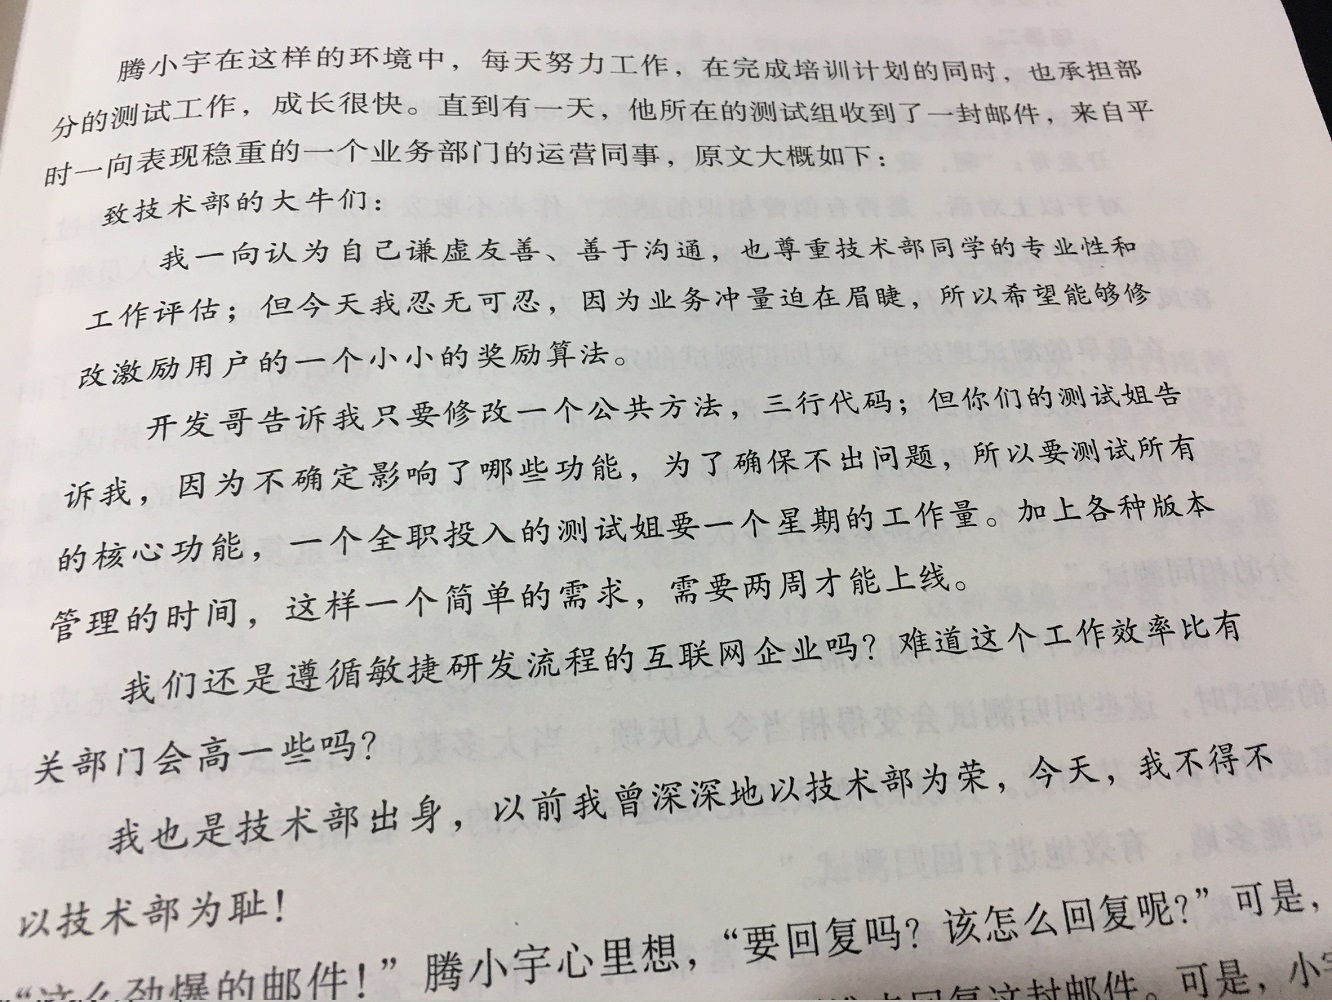 腾小宇在这样的环境中，每天努力工作，在完成培训计划的同时，也承担部
分的测试工作，成长很快。直到有一天，他所在的测试组收到了一封邮件，来自平
时一向表现稳重的一个业务部门的运营同事，原文大概如下：
致技术部的大牛们：
我一向认为自己谦虚友善、善于沟通，也尊重技术部同学的专业性和
工作评估；但今天我忍无可忍，因为业务冲量迫在眉睫，所以希望能够修
改激励用户的一个小小的奖励算法。
开发哥告诉我只要修改一个公共方法，三行代码；但你们的测试姐告
诉我，因为不确定影响了哪些功能，为了确保不出问题，所以要测试所有
的核心功能，一个全职投入的测试姐要一个星期的工作量。加上各种版本
管理的时间，这样一个简单的需求，需要两周才能上线。
我们还是遵循敏捷研发流程的互联网企业吗？难道这个工作效率比有
关部门会高一些吗？
我也是技术部出身，以前我曾深深地以技术部为荣，今天，我不得不
以技术部为耻！
“这么劲爆的邮件！”腾小宇心里想，“要回复吗？该怎么回复呢？”可是，
回复这封邮件。可是，小宇